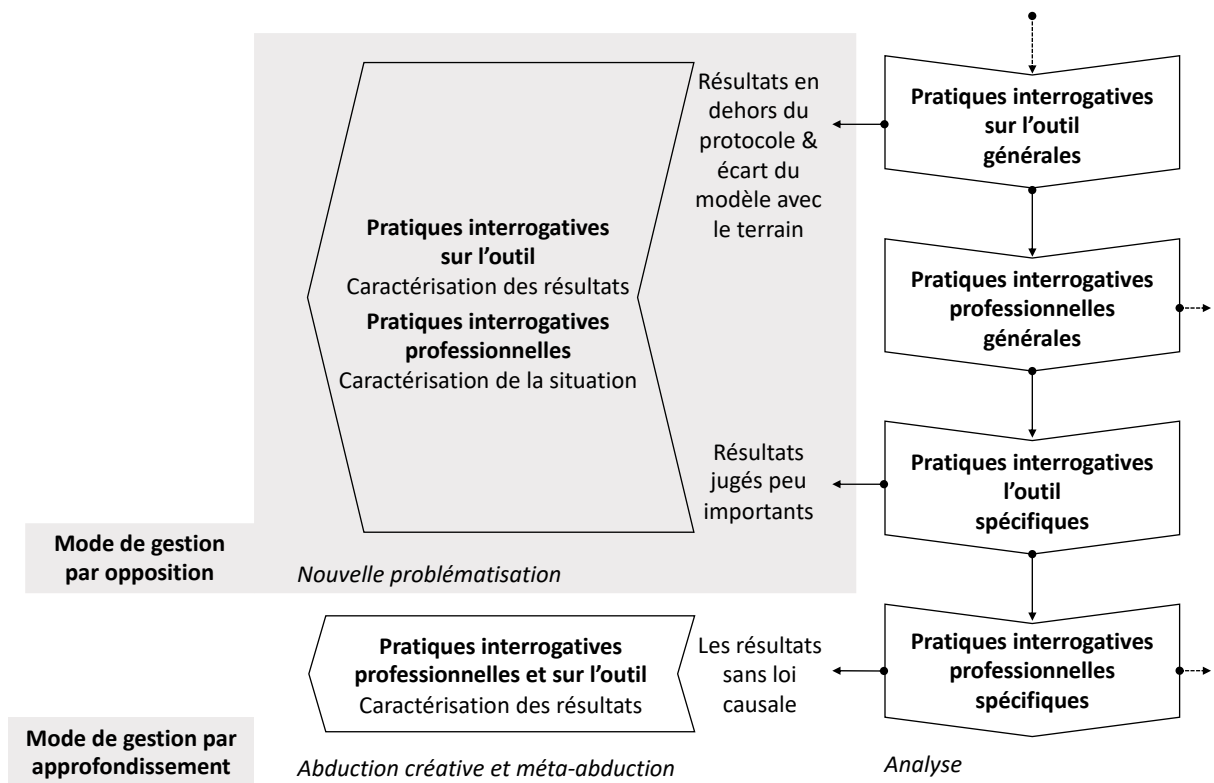 Pratiques interrogatives
sur l'outil
générales
Résultats en
dehors du
protocole &
écart du
modèle avec
le terrain
Pratiques interrogatives
sur l'outil
Caractérisation des résultats
Pratiques interrogatives
professionnelles
Caractérisation de la situation
Pratiques interrogatives
professionnelles
générales
Pratiques interrogatives
l'outil
spécifiques
Résultats
jugés peu
importants
Mode de gestion
par opposition
Nouvelle problématisation
Pratiques interrogatives
professionnelles
spécifiques
Les résultats
sans loi
causale
Pratiques interrogatives
professionnelles et sur l'outil
Caractérisation des résultats
Mode de gestion par
approfondissement
Abduction créative et méta-abduction
Analyse